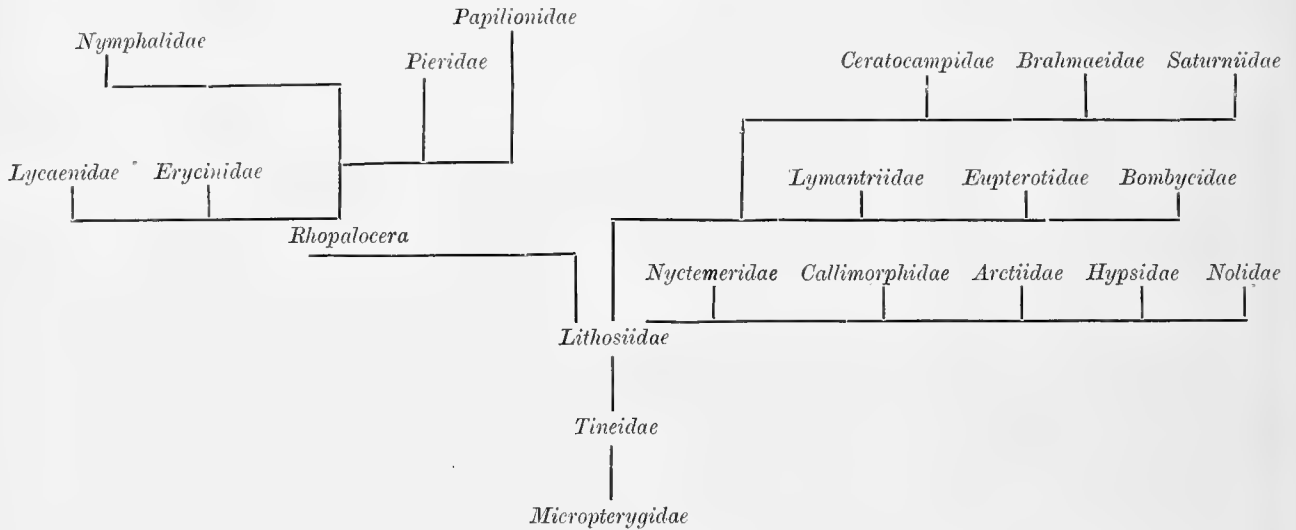 Papilionidae
Nymphalidae
Pieridae
Ceratocampidae Brahmaeidae Saturniidae
Lycaenidae Erycinidae
Lymantriidae Eupterotidae Bombycidae
Rhopalocera
Nyctemeridae Callimorphidae Arctiidae Hypsidae Nolidae
Lithosiidae
Tineidae
Micropterygidae